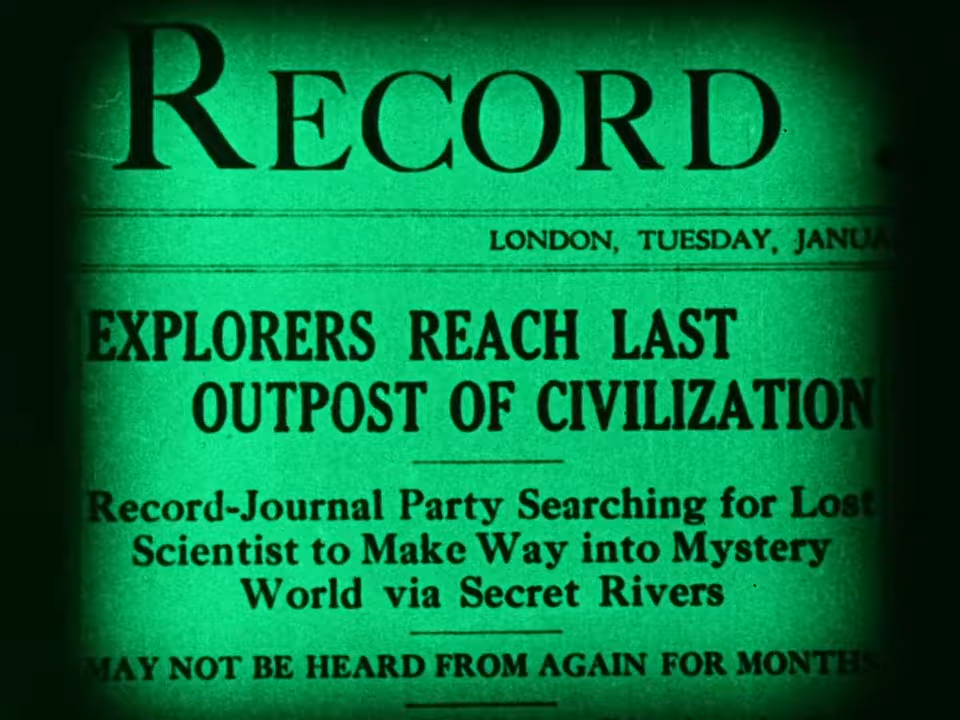 RECORD
LONDON, TUESDAY, JANUA
EXPLORERS REACH LAST
OUTPOST OF CIVILIZATION
Record-Journal Party Searching for Lost
Scientist to Make Way into Mystery
World via Secret Rivers
MAY NOT BE HEARD FROM AGAIN FOR MONTHS